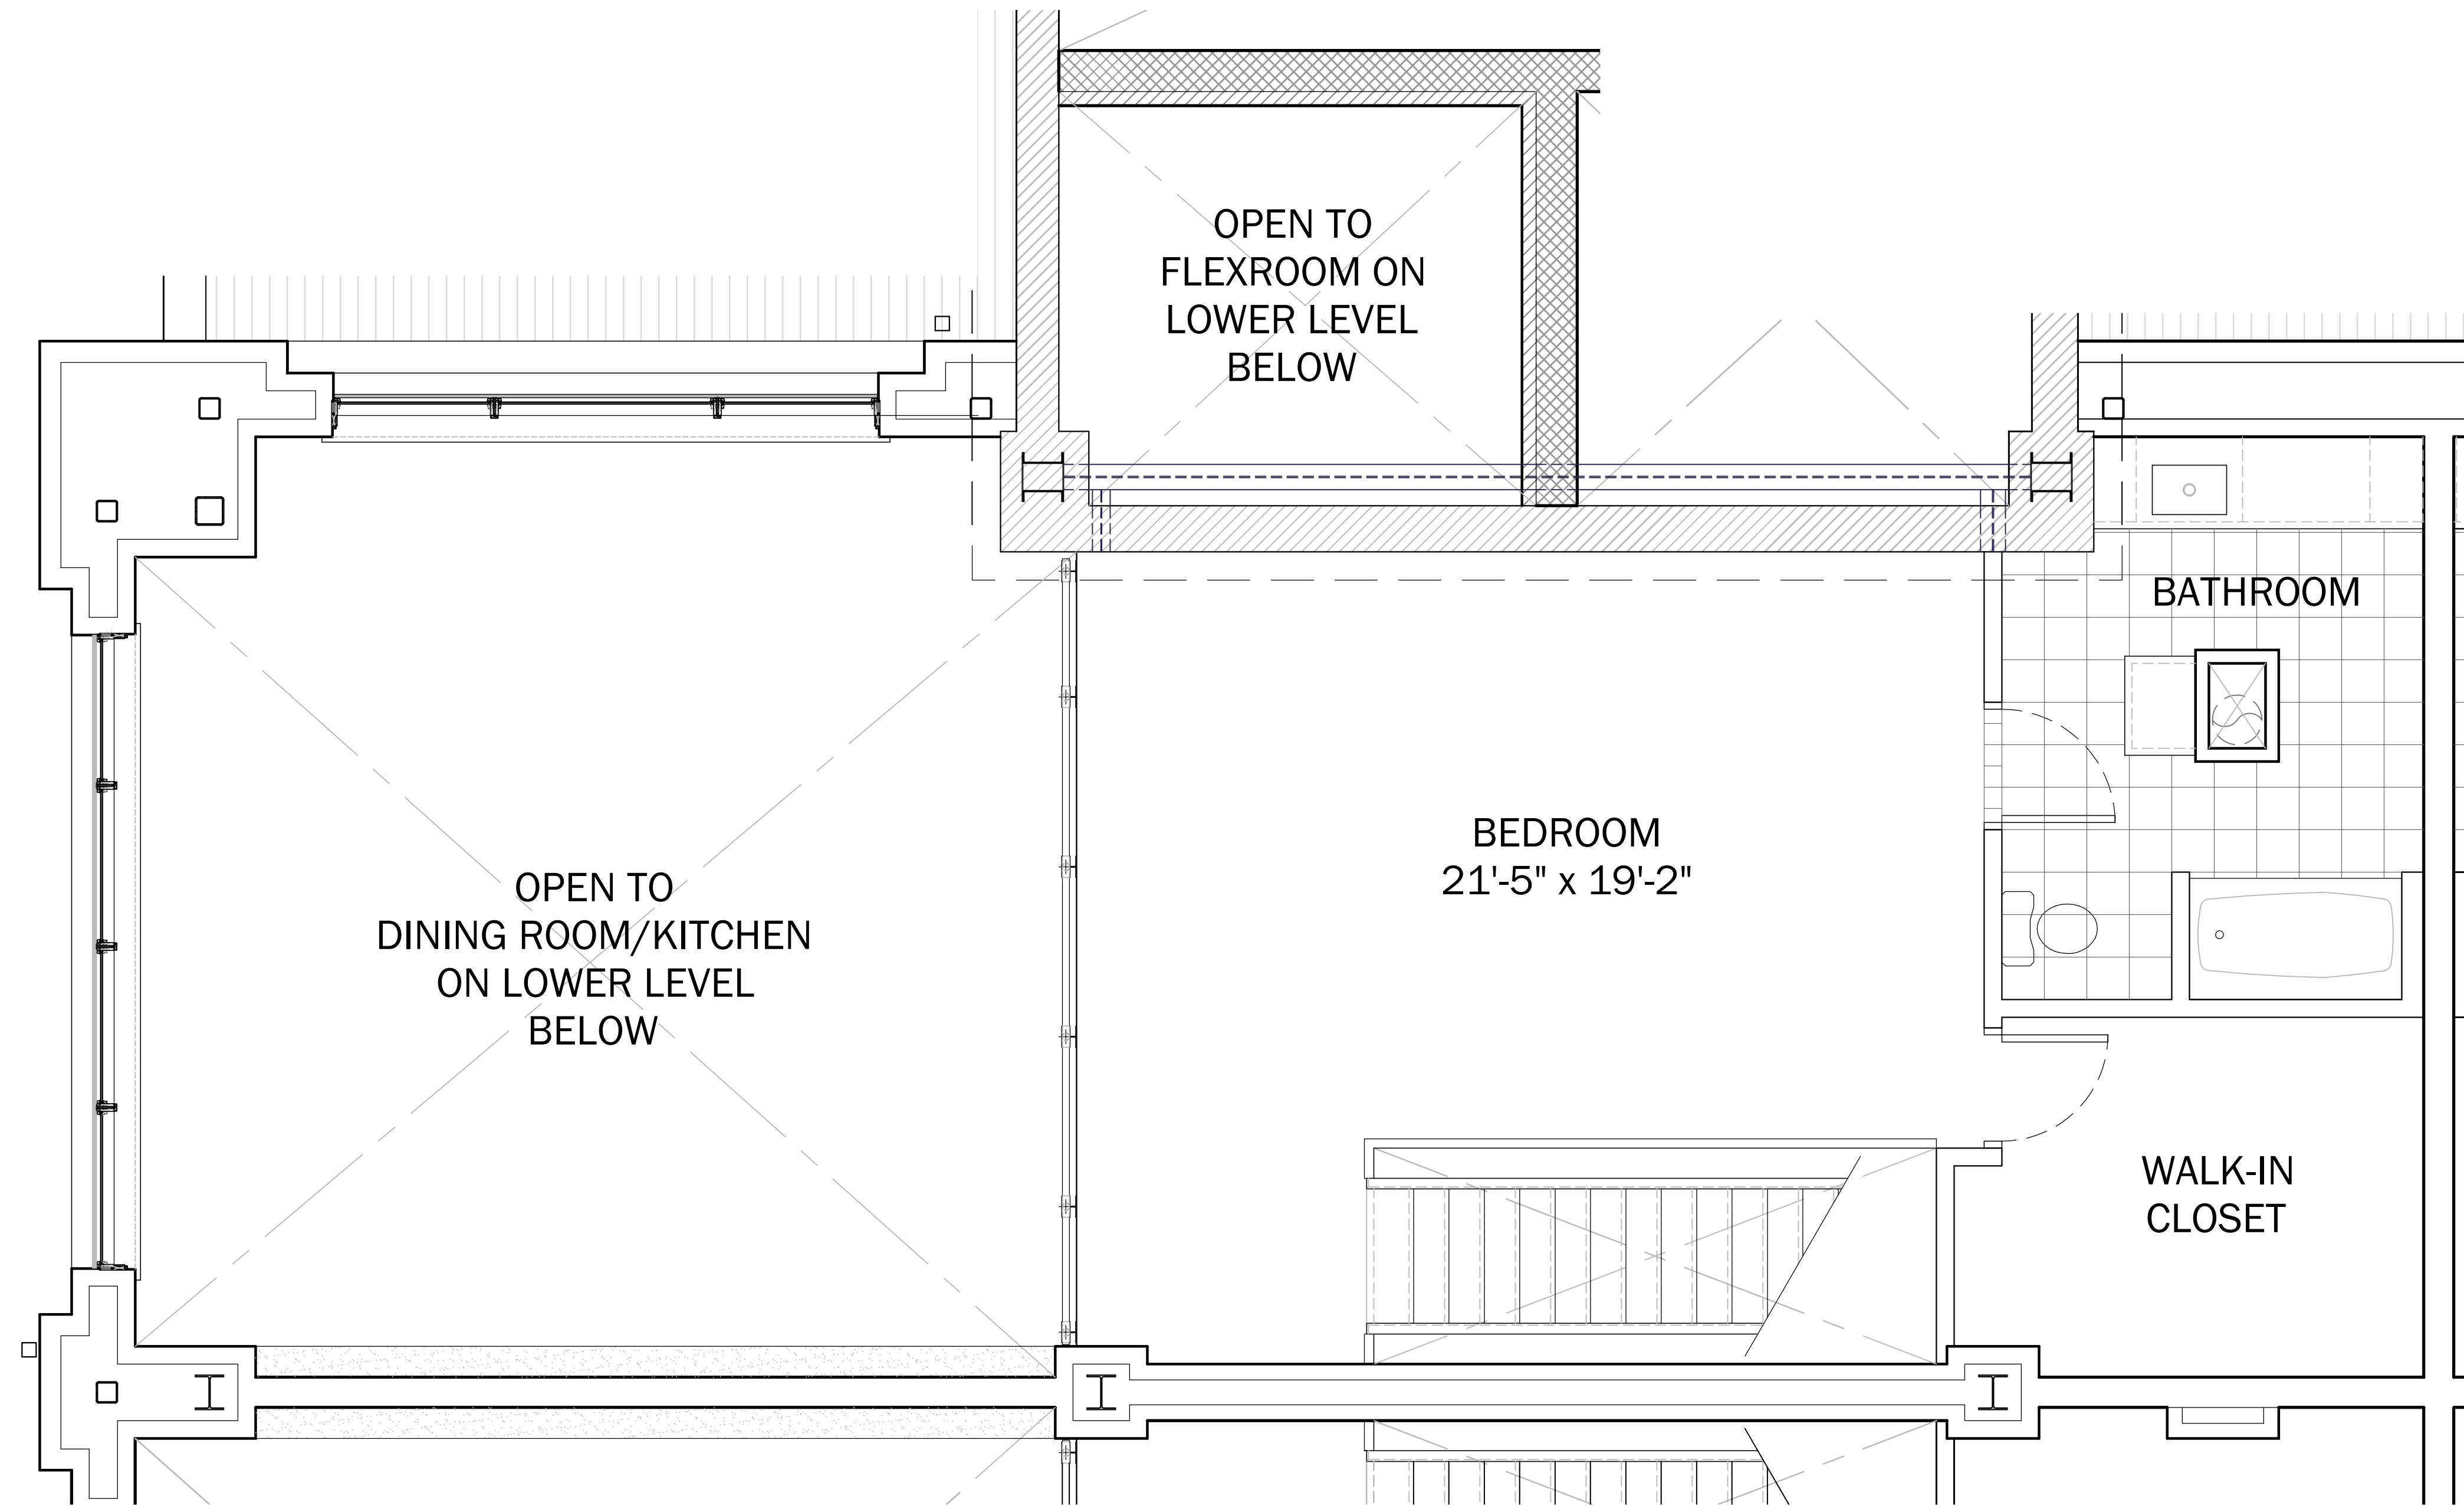 OPEN TO
FLEXROOM ON
LOWER LEVEL
BELOW
BATHROOM
BEDROOM
21'-5" x 19'-2"
OPEN TO
DINING ROOM/KITCHEN
ON LOWER LEVEL
BELOW
WALK-IN
CLOSET